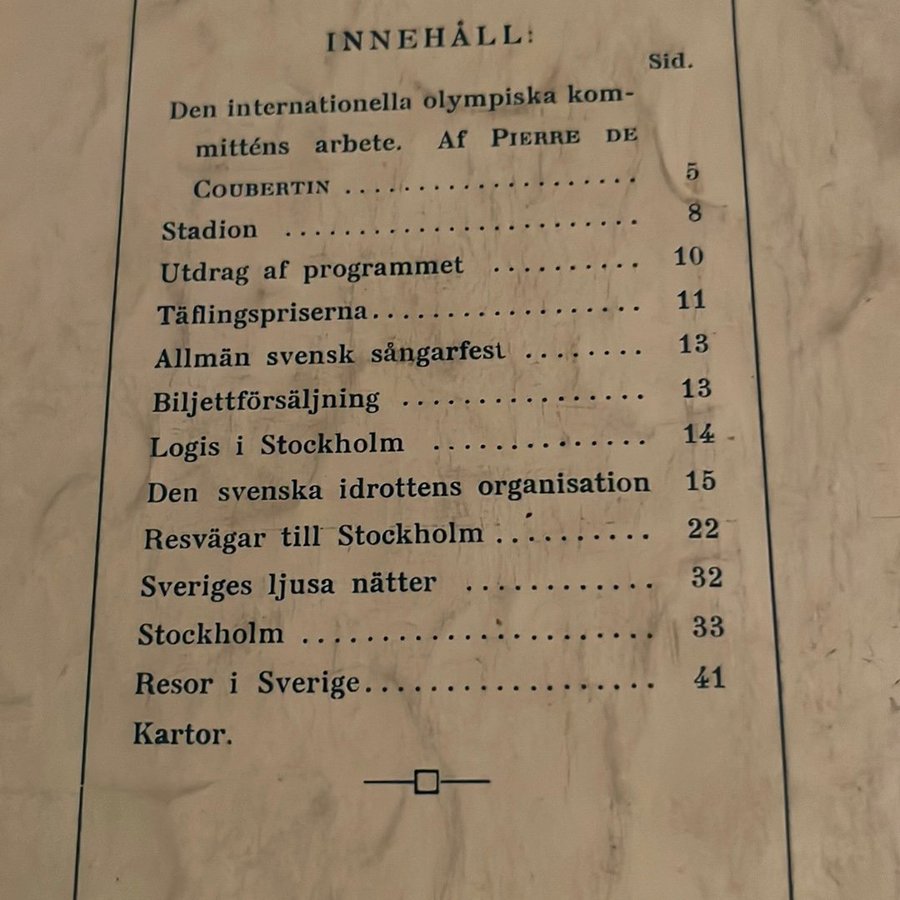 INNEHÅLL:
Sid.
Den internationella olympiska kom-
mitténs arbete. Af PIERRE DE
COUBERTIN .................... 5
Stadion ........................ 8
Utdrag af programmet .......... 10
Täflingspriserna.................. 11
Allmän svensk sångarfest ........ 13
Biljettförsäljning ................ 13
Logis i Stockholm .............. 14
Den svenska idrottens organisation 15
Resvägar till Stockholm .......... 22
Sveriges ljusa nätter ............ 32
Stockholm ...................... 33
Resor i Sverige.................. 41
Kartor.